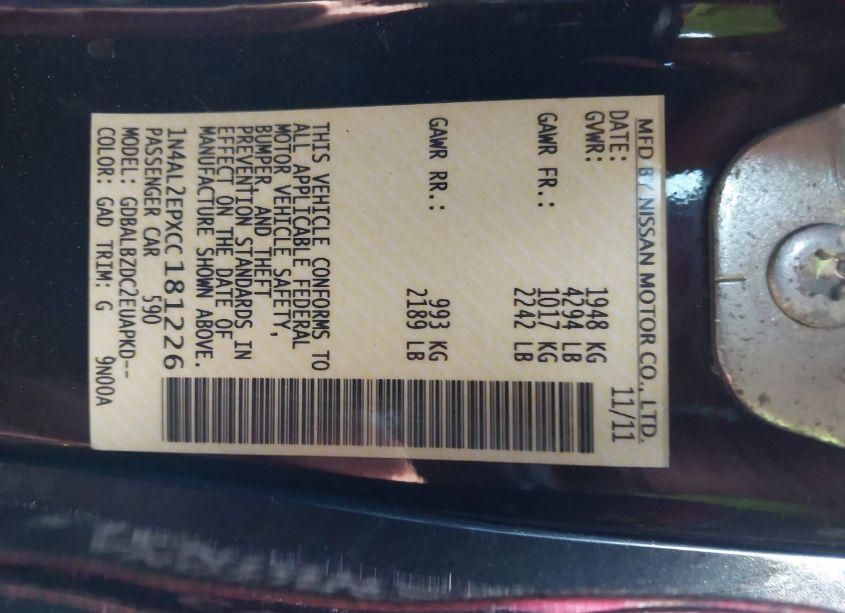 MFD BY NISSAN MOTOR CO., LTD.
DATE: 11/11
GVWR: 1948 KG
4294 LB
GAWR FR.: 1017 KG
2242 LB
GAWR RR.: 993 KG
2189 LB
THIS VEHICLE CONFORMS TO
ALL APPLICABLE FEDERAL
MOTOR VEHICLE SAFETY,
BUMPER, AND THEFT
PREVENTION STANDARDS IN
EFFECT ON THE DATE OF
MANUFACTURE SHOWN ABOVE.
1N4AL2EPXCC181226
PASSENGER CAR 590
MODEL: GDBALBZDC2EUAPKD--
COLOR: GAD TRIM: G 9N00A